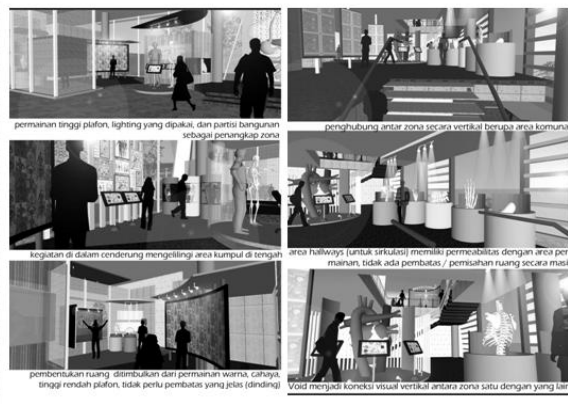 permainan tinggi plafon, lighting yang dipakai, dan partisi bangunan
sebagai penangkap zona
kegiatan di dalam cenderung mengelilingi area kumpul di tengah
pembentukan ruang ditimbulkan dari permainan warna, cahaya,
tinggi rendah plafon, tidak perlu pembatas yang jelas (dinding)
penghubung antar zona secara vertikal berupa area komuna
area hallways (untuk sirkulasi) memiliki permeabilitas dengan area per
mainan, tidak ada pembatas / pemisahan ruang secara masi
Void menjadi koneksi visual vertikal antara zona satu dengan yang lain